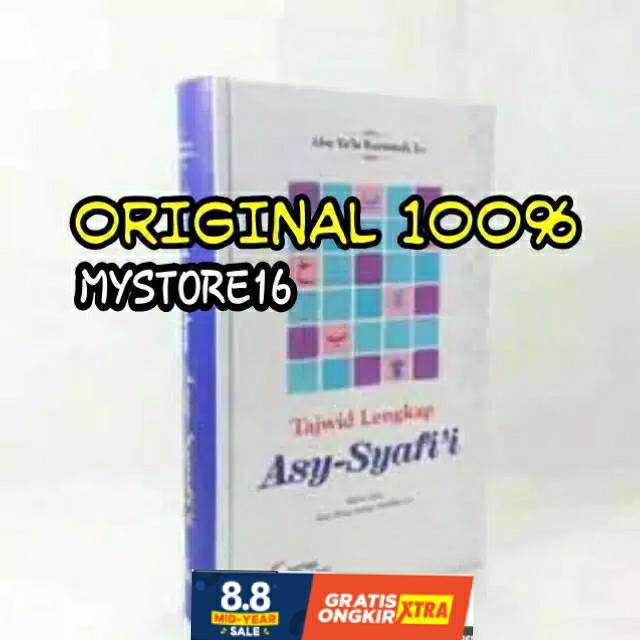 ORIGINAL 100%
MYSTORE16
Tajwid Lengkap
Asy-Syafi'i
8.8
MID-YEAR
SALE
GRATIS
ONGKIR
XTRA